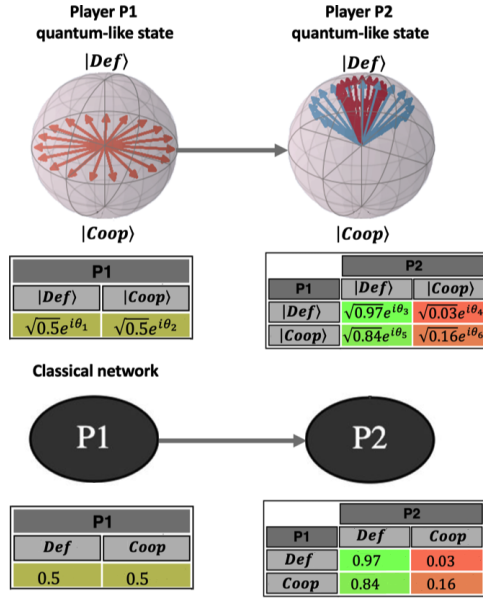 Player P1
quantum-like state
Player P2
quantum-like state
|Def⟩
|Def⟩
|Coop⟩
|Coop⟩
P1
|Def⟩ |Coop⟩
√0.5e^{iθ₁} √0.5e^{iθ₂}
P2
P1 |Def⟩ |Coop⟩
|Def⟩ √0.97e^{iθ₃} √0.03e^{iθ₄}
|Coop⟩ √0.84e^{iθ₅} √0.16e^{iθ₆}
Classical network
P1
P2
P1
Def Coop
0.5 0.5
P2
P1 Def Coop
Def 0.97 0.03
Coop 0.84 0.16